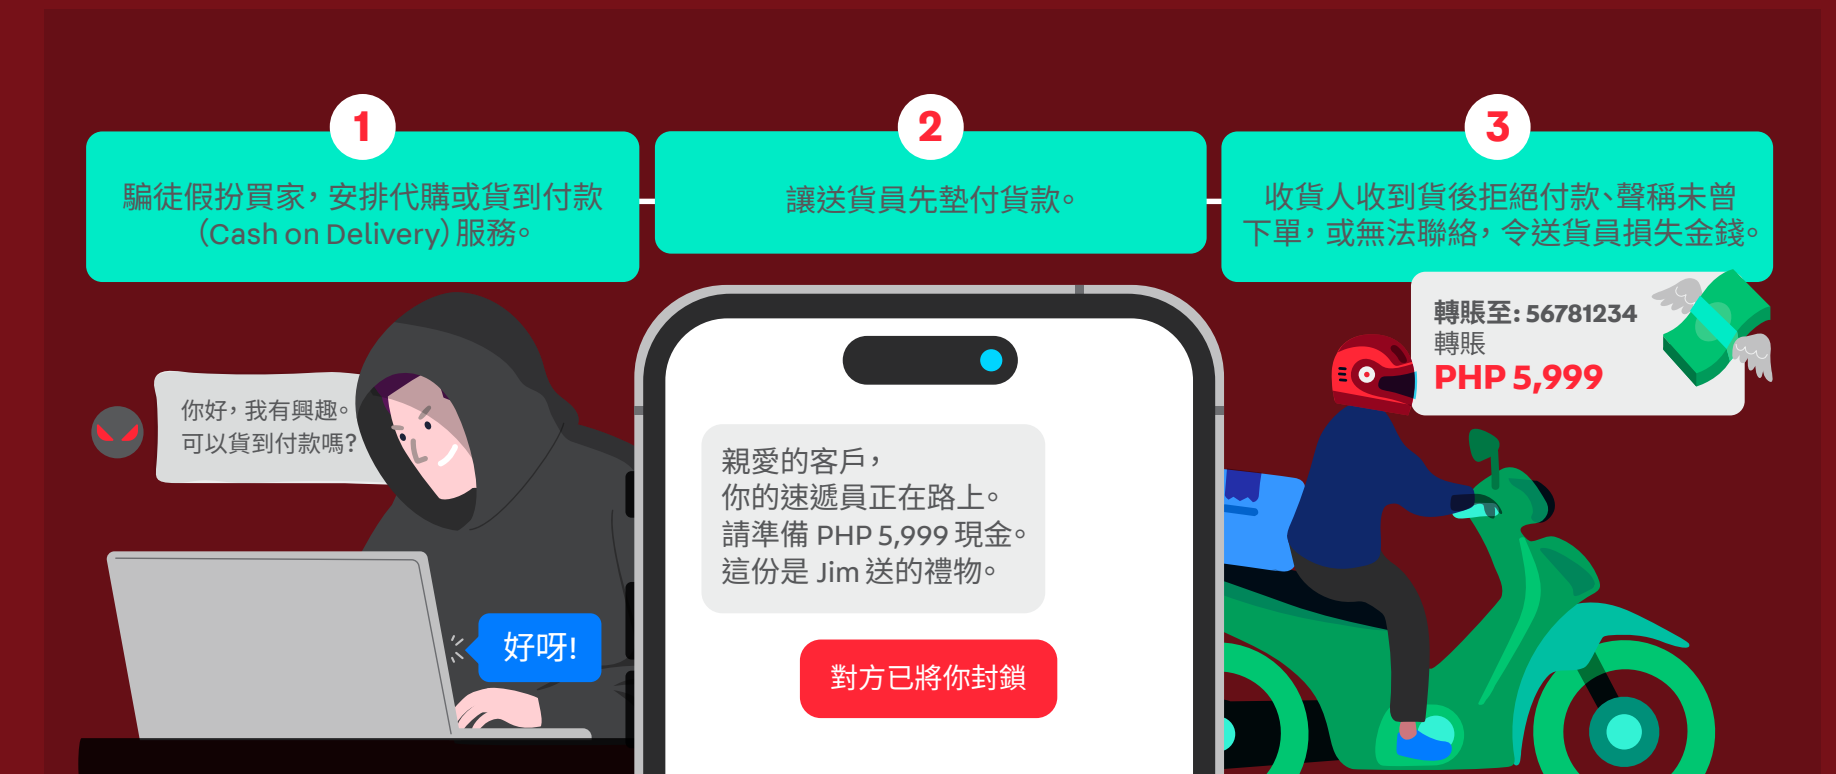 1
騙徒假扮買家，安排代購或貨到付款
（Cash on Delivery）服務。
2
讓送貨員先墊付貨款。
3
收貨人收到貨後拒絕付款、聲稱未曾
下單，或無法聯絡，令送貨員損失金錢。
你好，我有興趣。
可以貨到付款嗎?
好呀!
親愛的客戶，
你的速遞員正在路上。
請準備 PHP 5,999 現金。
這份是 Jim 送的禮物。
對方已將你封鎖
轉賬至: 56781234
轉賬
PHP 5,999